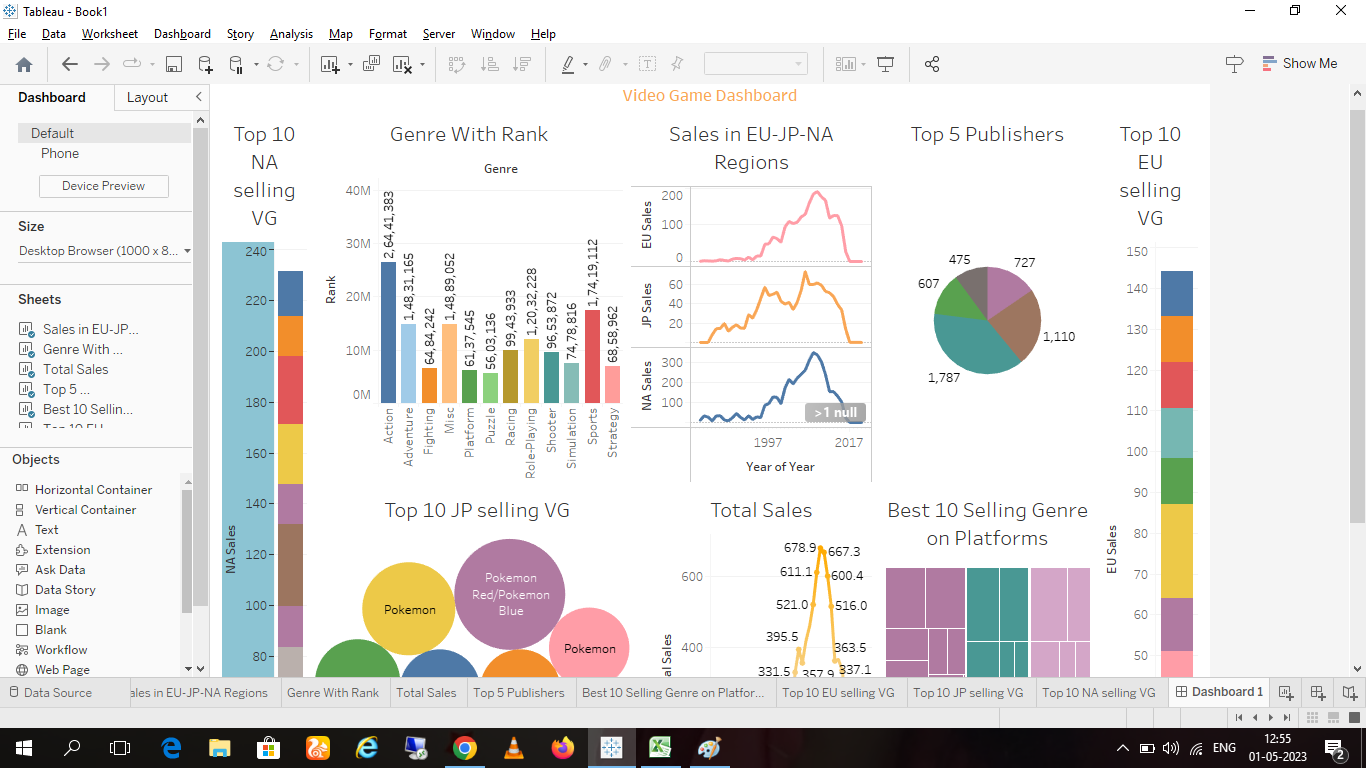 Tableau - Book1
File Data Worksheet Dashboard Story Analysis Map Format Server Window Help
Show Me
Dashboard Layout
Default
Phone
Device Preview
Size
Desktop Browser (1000 x 8...
Sheets
Sales in EU-JP...
Genre With ...
Total Sales
Top 5 ...
Best 10 Sellin...
Objects
Horizontal Container
Vertical Container
Text
Extension
Ask Data
Data Story
Image
Blank
Workflow
Web Page
Video Game Dashboard
Top 10
NA
selling
VG
240
220
200
180
160
140
120
100
80
NA Sales
Genre With Rank
Genre
Rank
40M
30M
20M
10M
0M
2,64,41,383
1,48,31,165
64,84,242
1,48,89,052
61,37,545
56,03,136
99,43,933
1,20,32,228
96,53,872
74,78,816
1,74,19,112
68,58,962
Action
Adventure
Fighting
Misc
Platform
Puzzle
Racing
Role-Playing
Shooter
Simulation
Sports
Strategy
Sales in EU-JP-NA
Regions
EU Sales
200
100
0
JP Sales
60
40
20
NA Sales
300
200
100
>1 null
1997 2017
Year of Year
Top 5 Publishers
475
727
607
1,110
1,787
Top 10
EU
selling
VG
150
140
130
120
110
100
90
80
70
60
50
EU Sales
Top 10 JP selling VG
Pokemon
Pokemon
Red/Pokemon
Blue
Pokemon
Total Sales
600
400
678.9
667.3
611.1
600.4
521.0
516.0
395.5
363.5
331.5
357.9
337.1
Best 10 Selling Genre
on Platforms
Data Source
ales in EU-JP-NA Regions
Genre With Rank
Total Sales
Top 5 Publishers
Best 10 Selling Genre on Platfor...
Top 10 EU selling VG
Top 10 JP selling VG
Top 10 NA selling VG
Dashboard 1
ENG
12:55
01-05-2023
2